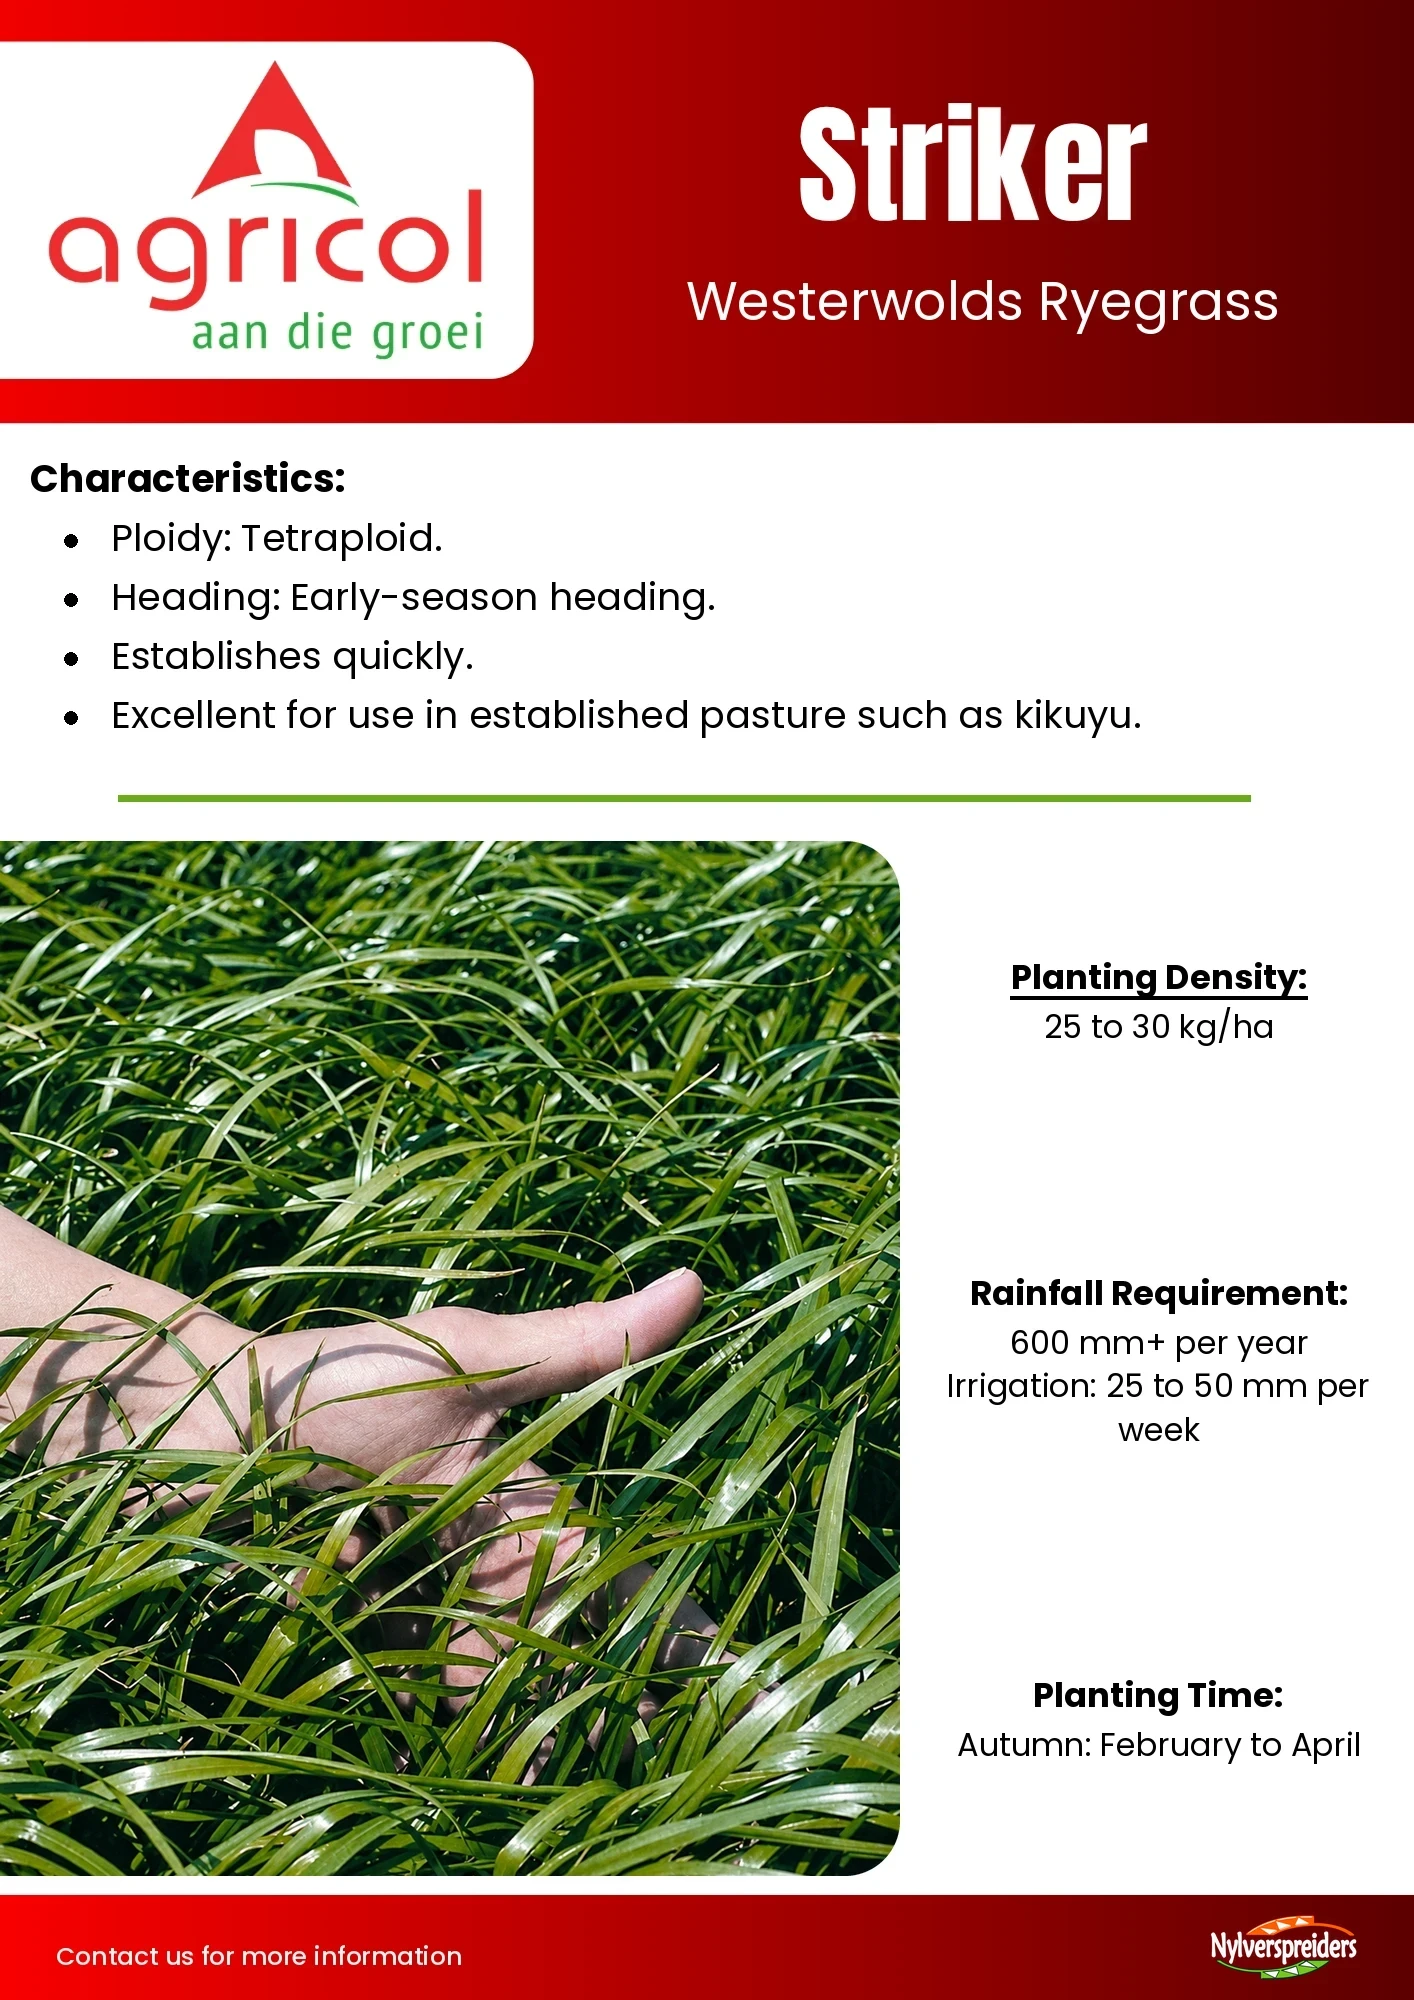 agricol
aan die groei
Striker
Westerwolds Ryegrass
Characteristics:
• Ploidy: Tetraploid.
• Heading: Early-season heading.
• Establishes quickly.
• Excellent for use in established pasture such as kikuyu.
Planting Density:
25 to 30 kg/ha
Rainfall Requirement:
600 mm+ per year
Irrigation: 25 to 50 mm per
week
Planting Time:
Autumn: February to April
Contact us for more information
Nylverspreiders